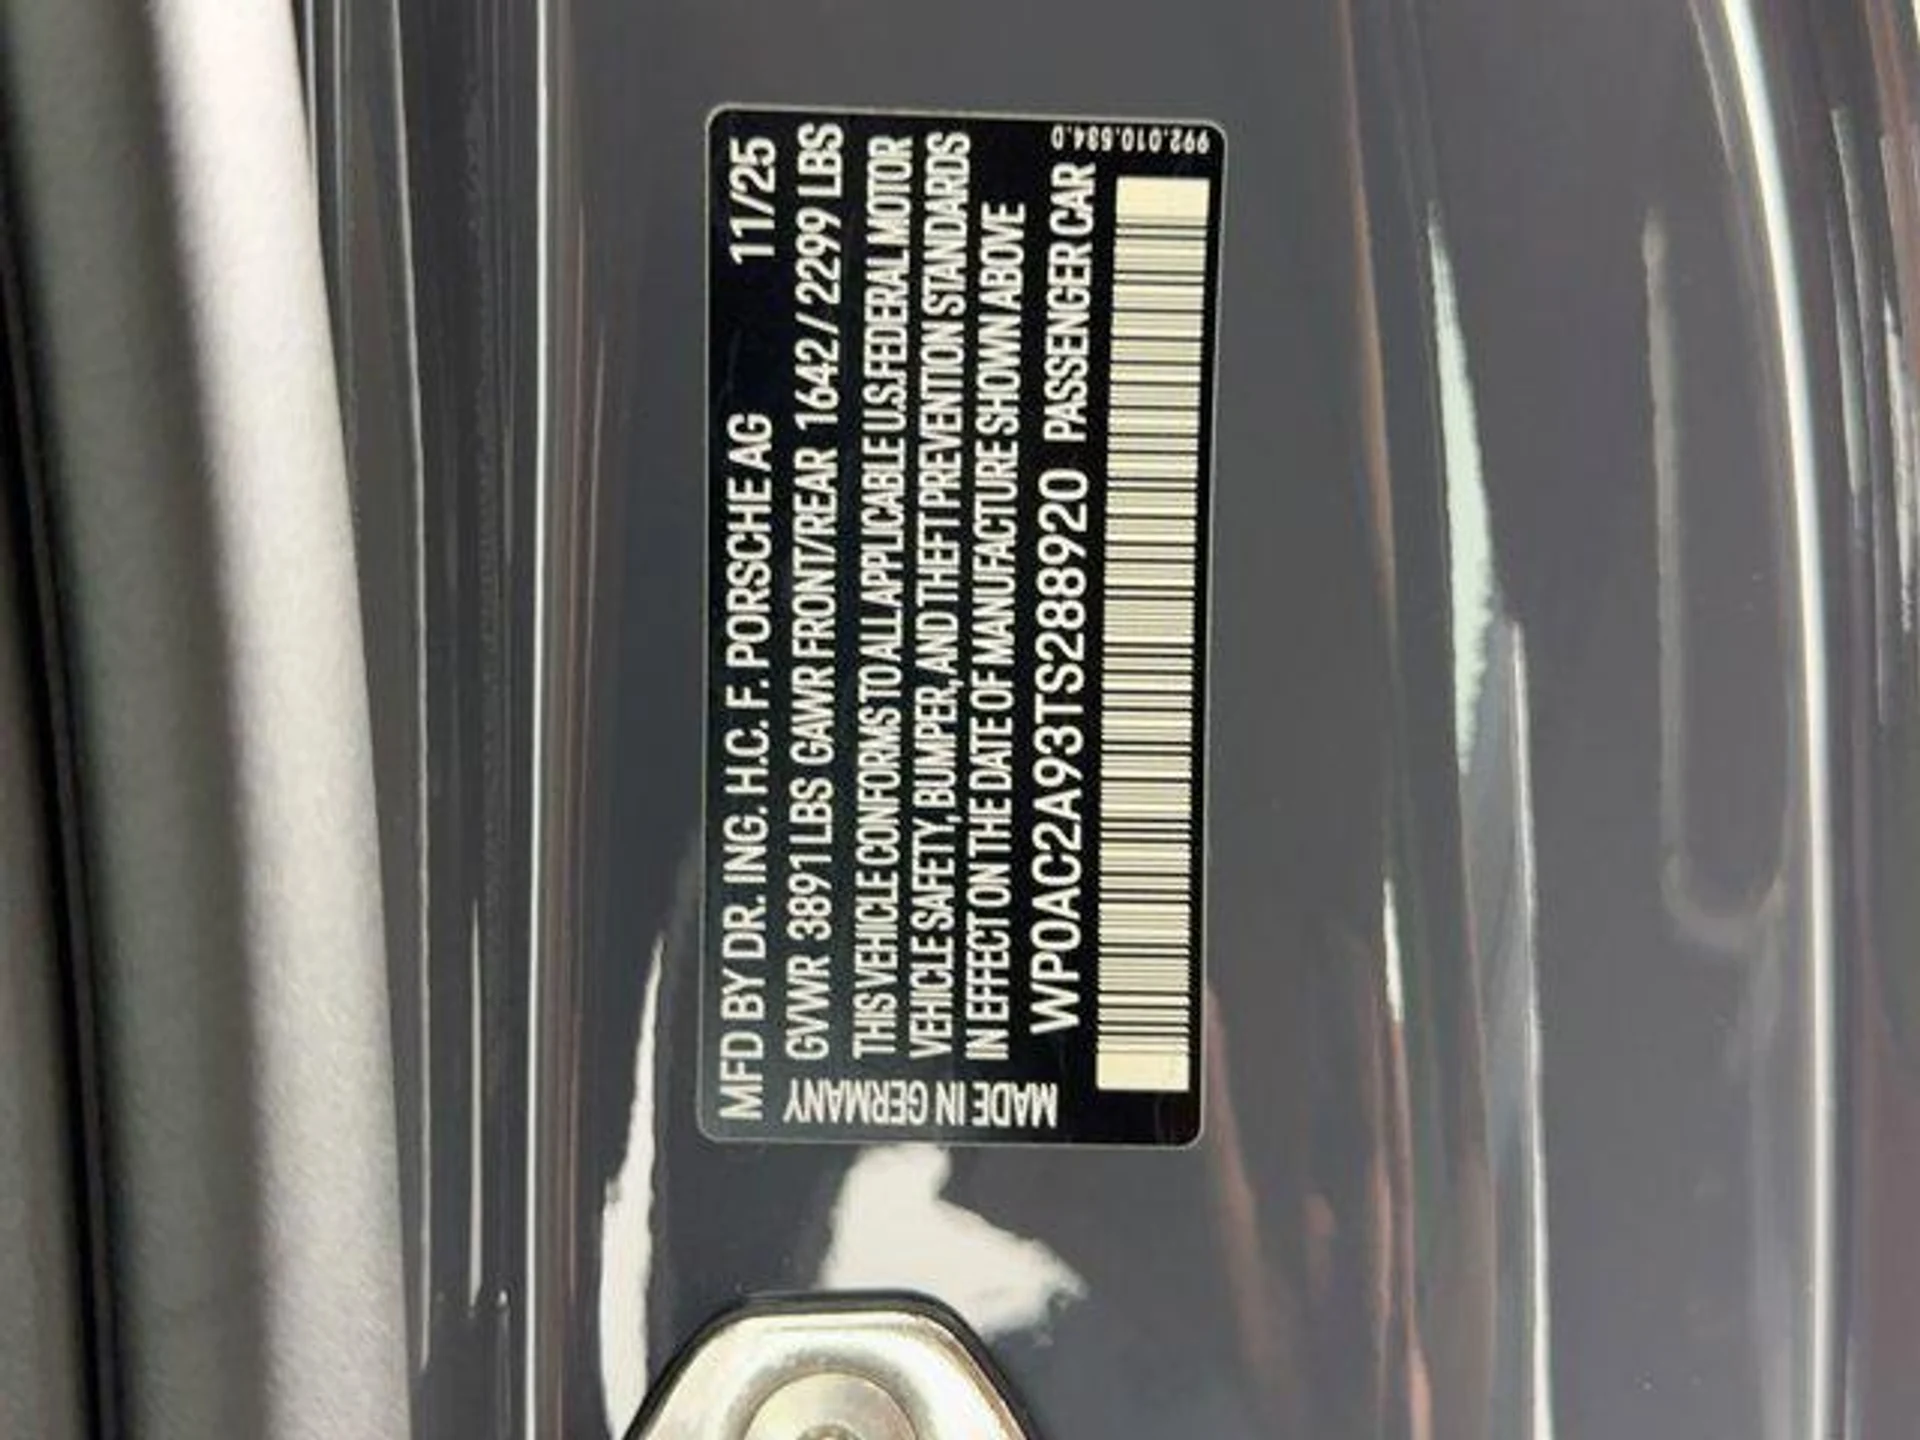 MFD BY DR. ING. H.C. F. PORSCHE AG 11/25
GVWR 3891 LBS GAWR FRONT/REAR 1642/2299 LBS
THIS VEHICLE CONFORMS TO ALL APPLICABLE U.S. FEDERAL MOTOR
VEHICLE SAFETY, BUMPER, AND THEFT PREVENTION STANDARDS
IN EFFECT ON THE DATE OF MANUFACTURE SHOWN ABOVE
WP0AC2A93TS288920 PASSENGER CAR
MADE IN GERMANY
992.010.534.D